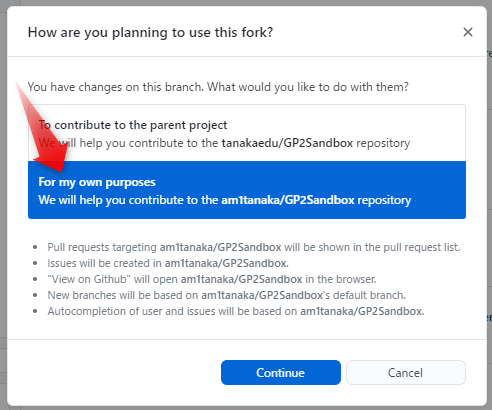 How are you planning to use this fork?
You have changes on this branch. What would you like to do with them?
To contribute to the parent project
We will help you contribute to the tanakaedu/GP2Sandbox repository
For my own purposes
We will help you contribute to the am1tanaka/GP2Sandbox repository
Pull requests targeting am1tanaka/GP2Sandbox will be shown in the pull request list.
Issues will be created in am1tanaka/GP2Sandbox.
"View on Github" will open am1tanaka/GP2Sandbox in the browser.
New branches will be based on am1tanaka/GP2Sandbox's default branch.
Autocompletion of user and issues will be based on am1tanaka/GP2Sandbox.
Continue
Cancel